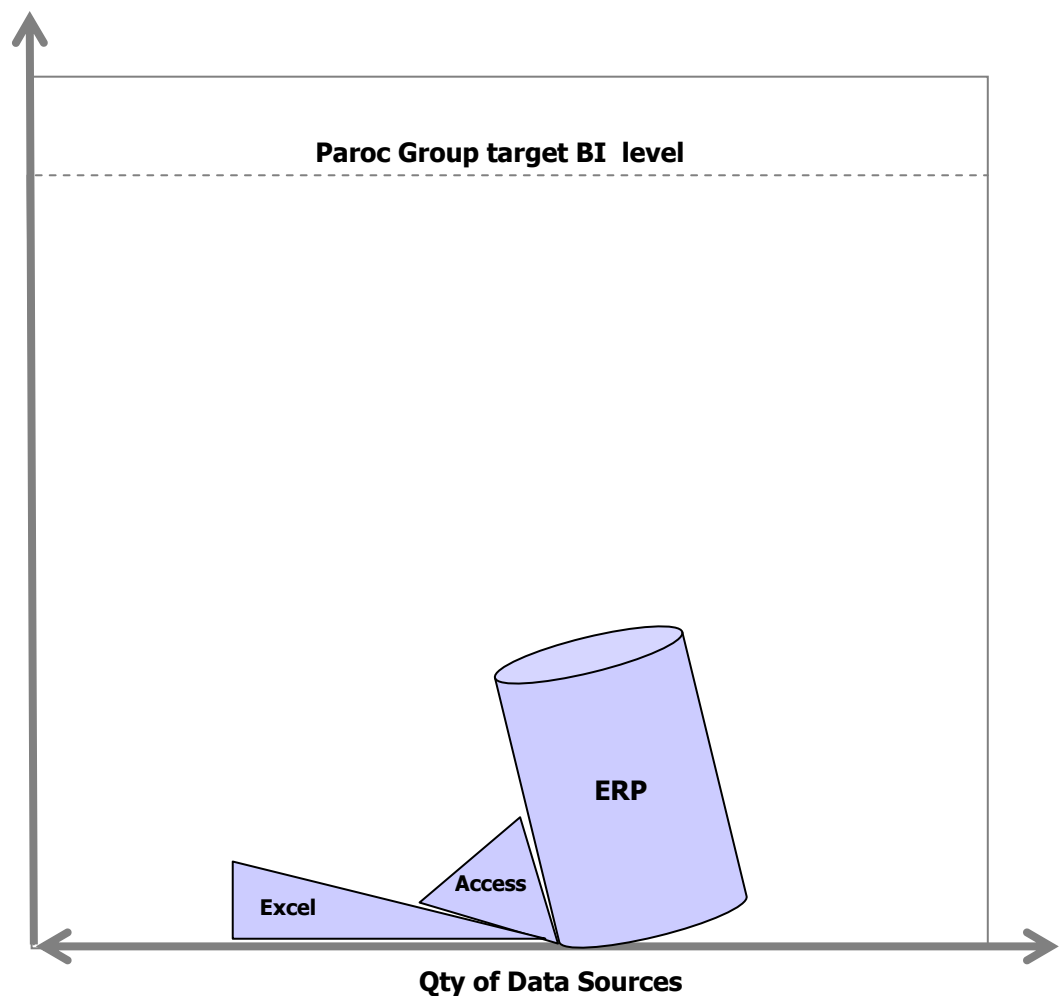 Paroc Group target BI level
ERP
Access
Excel
Qty of Data Sources